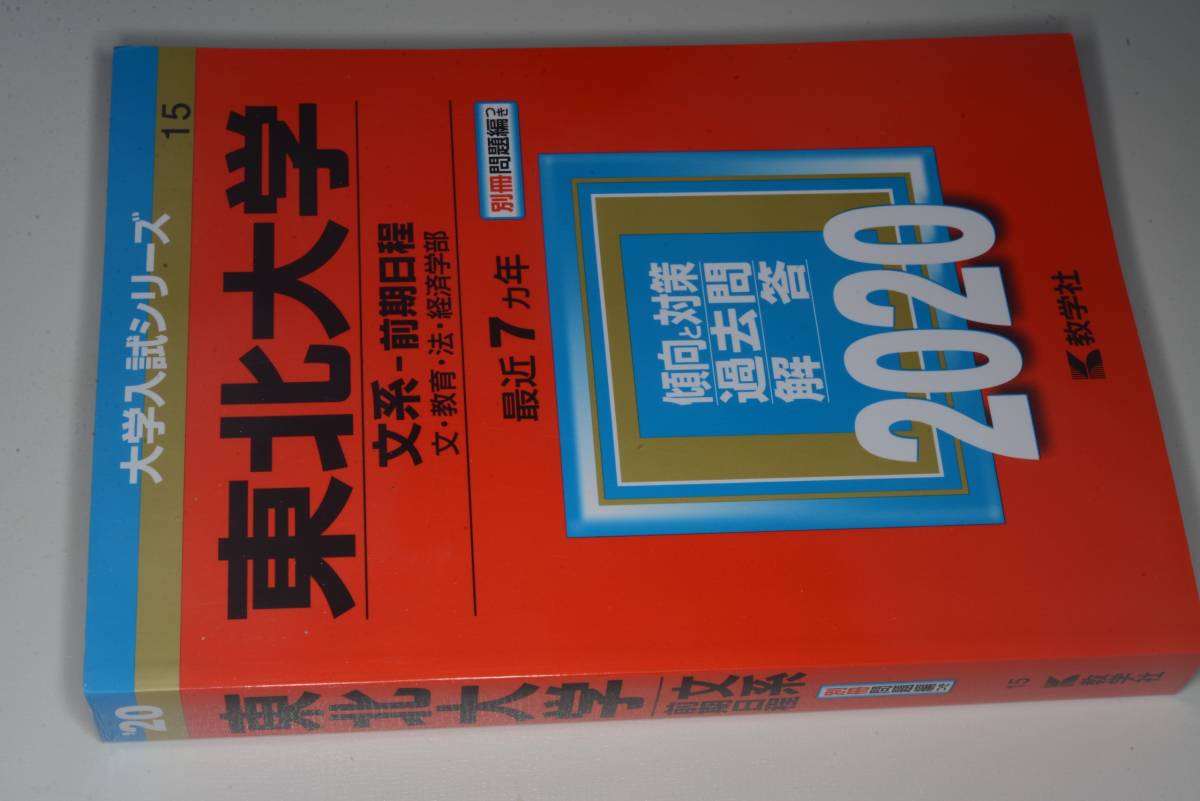 大学入試シリーズ
15
東北大学
文系-前期日程
文・教育・法・経済学部
最近7カ年
別冊問題編つき
傾向と対策
過去問
解答
2020
教学社
'20
東北大学
文系
前期日程
別冊問題編つき
15
教学社